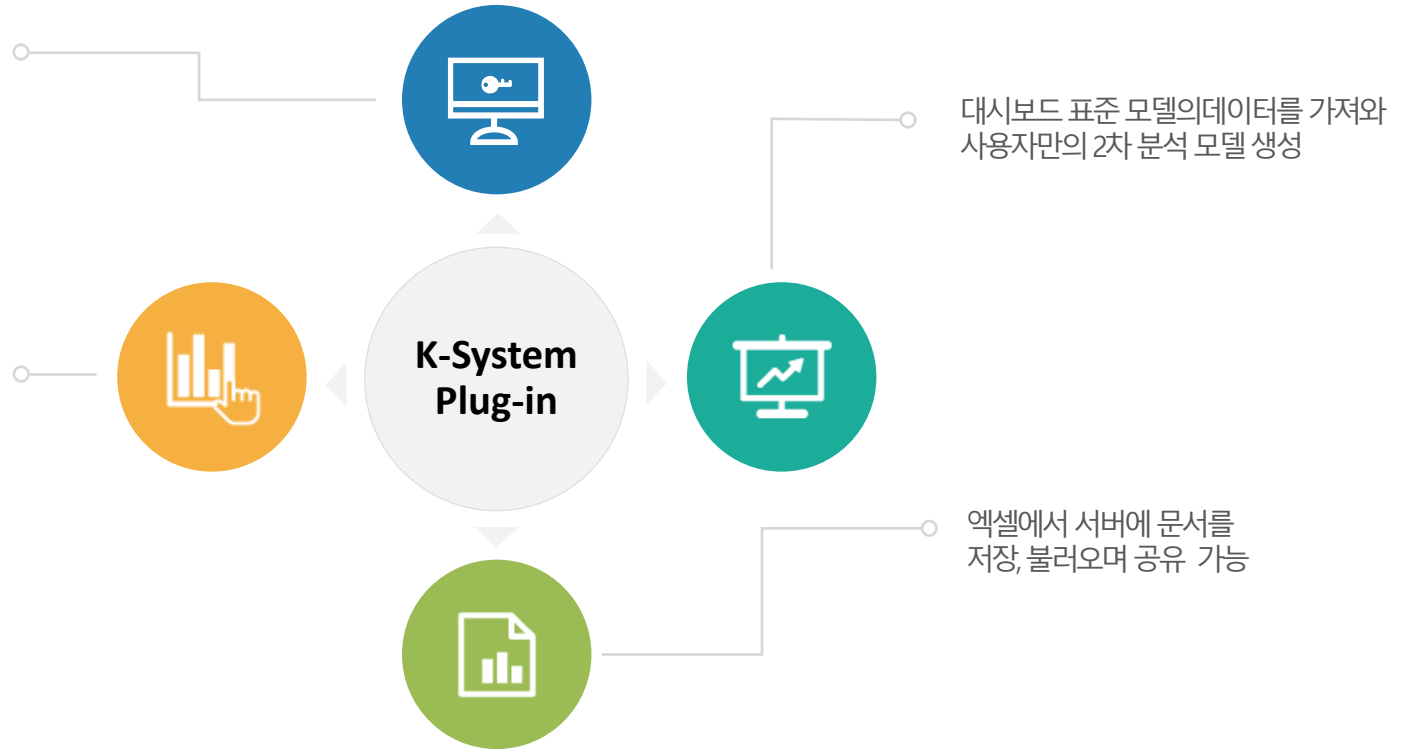 대시보드 표준 모델의데이터를 가져와
사용자만의 2차 분석 모델 생성
K-System
Plug-in
엑셀에서 서버에 문서를
저장, 불러오며 공유 가능